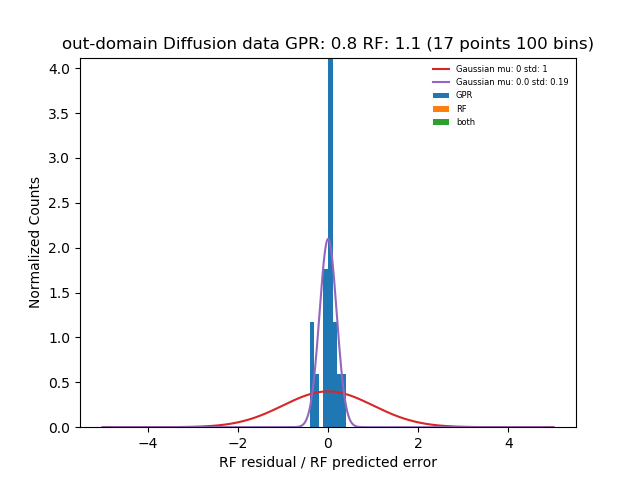 out-domain Diffusion data GPR: 0.8 RF: 1.1 (17 points 100 bins)
Gaussian mu: 0 std: 1
Gaussian mu: 0.0 std: 0.19
GPR
RF
both
4.0
3.5
3.0
2.5
2.0
1.5
1.0
0.5
0.0
Normalized Counts
−4 −2 0 2 4
RF residual / RF predicted error